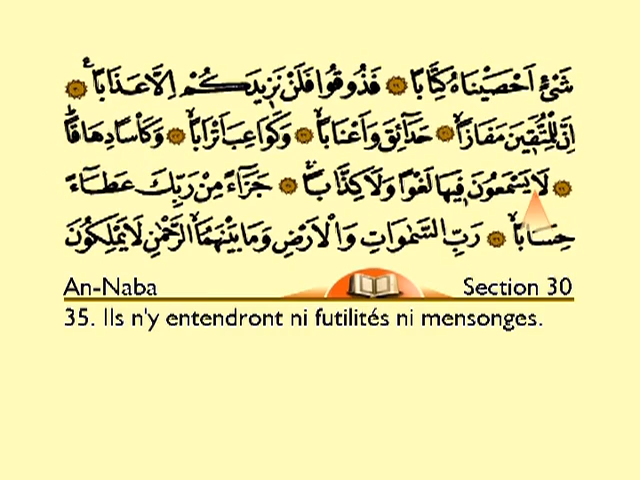 شَىْءٍ اَحْصَيْنَاهُ كِتَابًا ۙ فَذُوقُوا فَلَنْ نَزِيدَكُمْ اِلَّا عَذَابًا ۟
اِنَّ لِلْمُتَّقِينَ مَفَازًا ۙ حَدَٓائِقَ وَاَعْنَابًا ۙ وَكَوَاعِبَ اَتْرَابًا ۙ وَكَأْسًا دِهَاقًا ۜ
لَا يَسْمَعُونَ فِيهَا لَغْوًا وَلَا كِذَّابًا ۚ جَزَٓاءً مِنْ رَبِّكَ عَطَٓاءً
حِسَابًا ۙ رَبِّ السَّمٰوَاتِ وَالْاَرْضِ وَمَا بَيْنَهُمَا الرَّحْمٰنِ لَا يَمْلِكُونَ
An-Naba Section 30
35. Ils n'y entendront ni futilités ni mensonges.